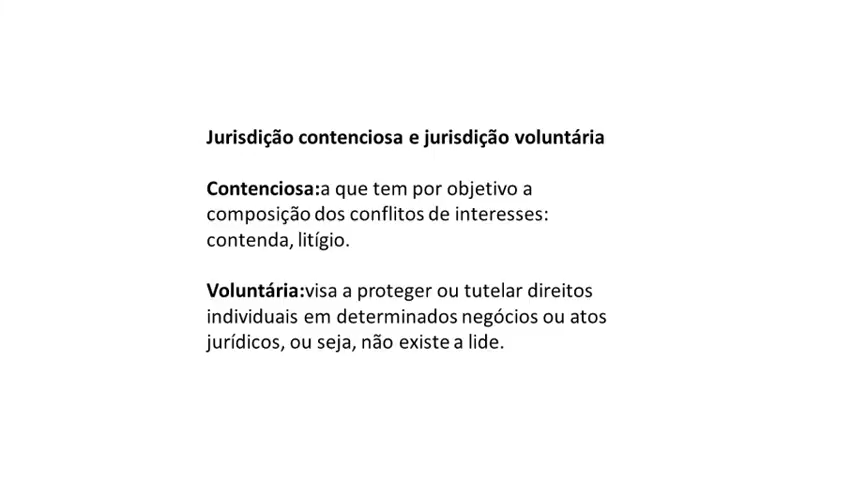 Jurisdição contenciosa e jurisdição voluntária
Contenciosa:a que tem por objetivo a
composição dos conflitos de interesses:
contenda, litígio.
Voluntária:visa a proteger ou tutelar direitos
individuais em determinados negócios ou atos
jurídicos, ou seja, não existe a lide.